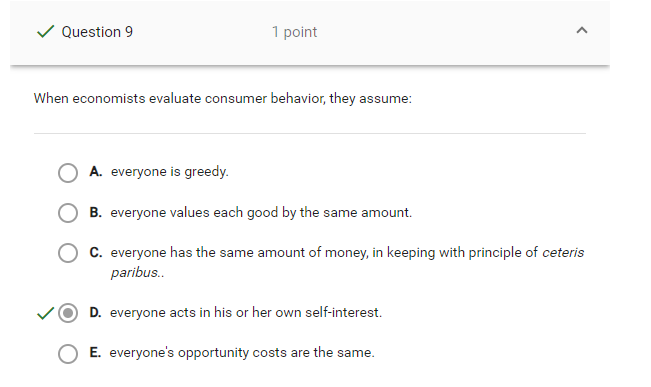 Question 9 1 point
When economists evaluate consumer behavior, they assume:
A. everyone is greedy.
B. everyone values each good by the same amount.
C. everyone has the same amount of money, in keeping with principle of ceteris
paribus..
D. everyone acts in his or her own self-interest.
E. everyone's opportunity costs are the same.